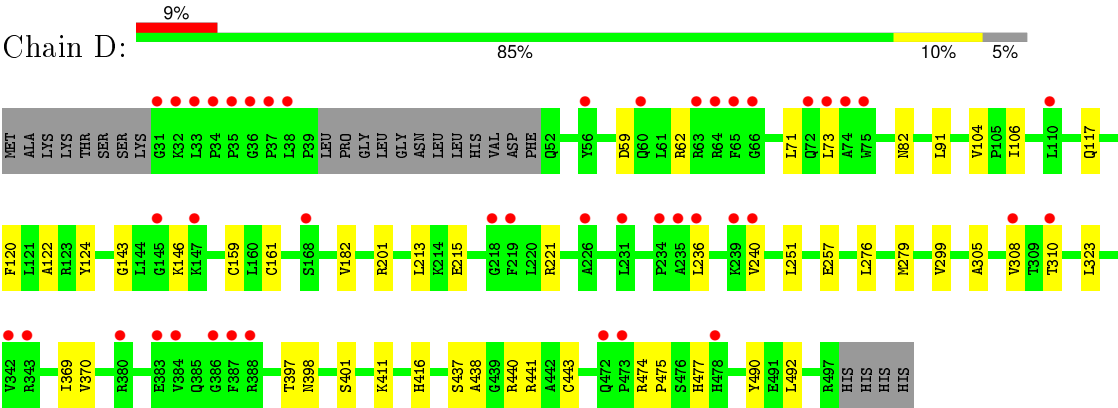 9%
Chain D:
85% 10% 5%
MET ALA LYS LYS THR SER SER LYS G31 K32 L33 P34 P35 G36 P37 L38 P39 LEU PRO GLY LEU GLY ASN LEU LEU HIS VAL ASP PHE Q52 Y56 D59 Q60 L61 R62 R63 R64 F65 G66 L71 Q72 L73 A74 W75 N82 L91 V104 P105 I106 L110 Q117
F120 L121 A122 R123 Y124 G143 L144 G145 K146 K147 C159 L160 C161 S168 V182 R201 L213 K214 E215 G218 F219 L220 R221 A226 L231 P234 A235 L236 K239 V240 L251 E257 L276 M279 V299 A305 V308 T309 T310 L323
V342 R343 I369 V370 R380 E383 V384 Q385 G386 F387 R388 T397 N398 S401 K411 H416 S437 A438 G439 R440 R441 A442 C443 Q472 P473 R474 P475 S476 H477 H478 Y490 E491 L492 R497 HIS HIS HIS HIS